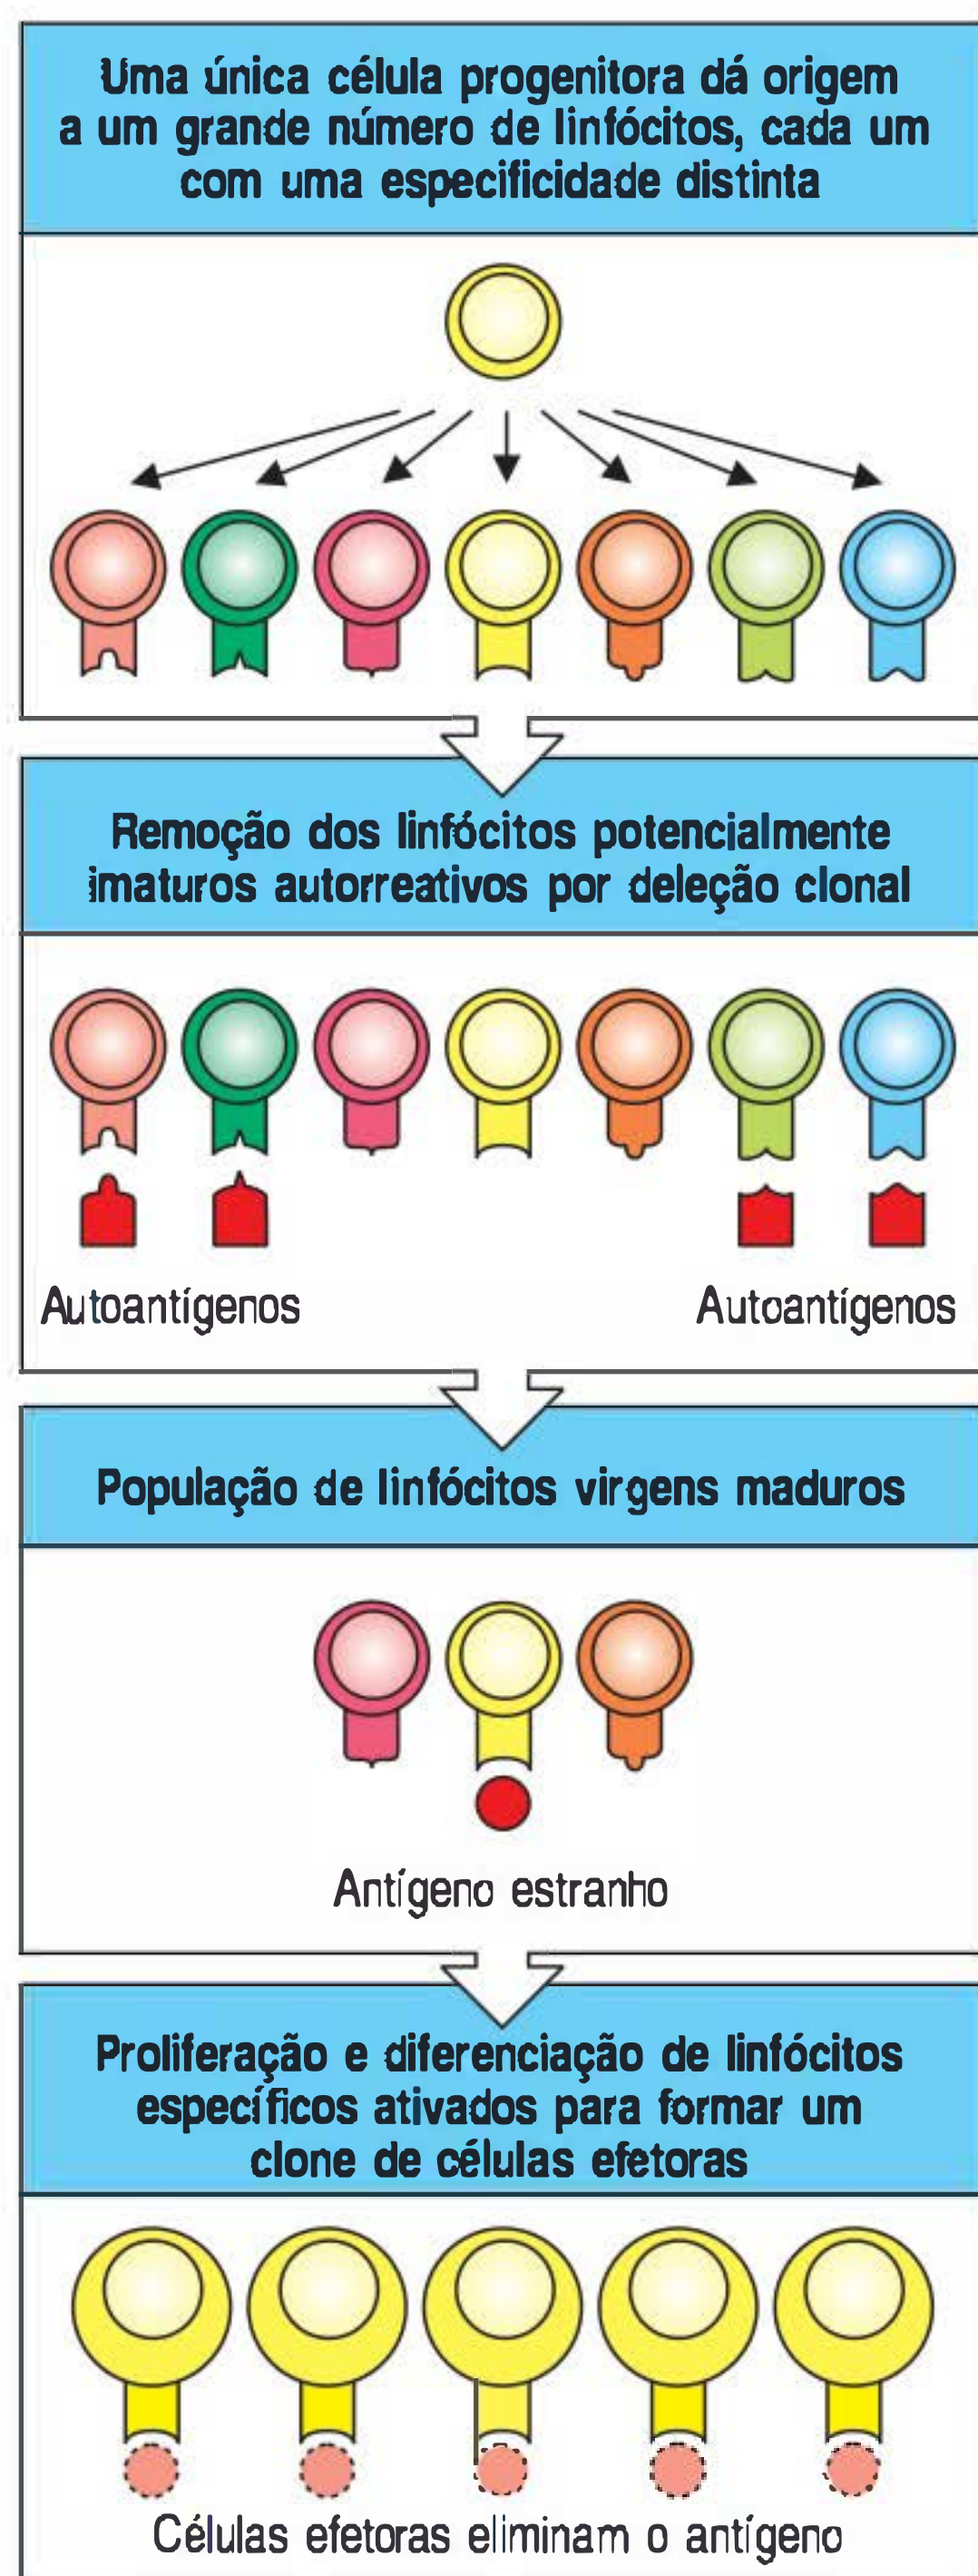 Uma única célula progenitora dá origem
a um grande número de linfócitos, cada um
com uma especificidade distinta
Remoção dos linfócitos potencialmente
imaturos autorreativos por deleção clonal
Autoantígenos
Autoantígenos
População de linfócitos virgens maduros
Antígeno estranho
Proliferação e diferenciação de linfócitos
específicos ativados para formar um
clone de células efetoras
Células efetoras eliminam o antígeno